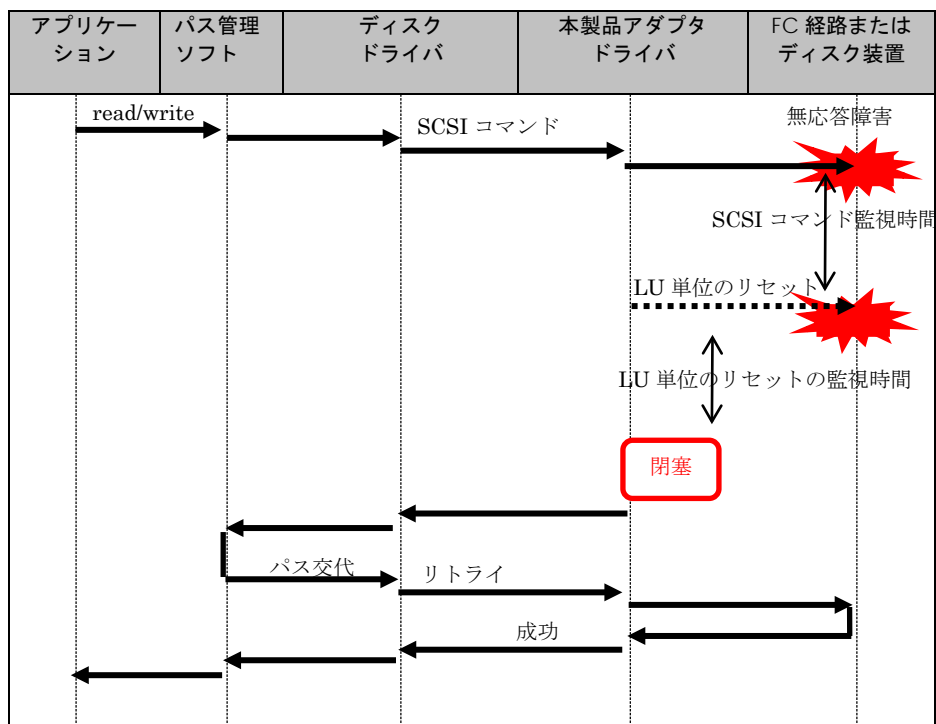 アプリケー
ション
パス管理
ソフト
ディスク
ドライバ
本製品アダプタ
ドライバ
FC 経路または
ディスク装置
read/write
SCSI コマンド
無応答障害
SCSI コマンド監視時間
LU 単位のリセット
LU 単位のリセットの監視時間
閉塞
パス交代
リトライ
成功